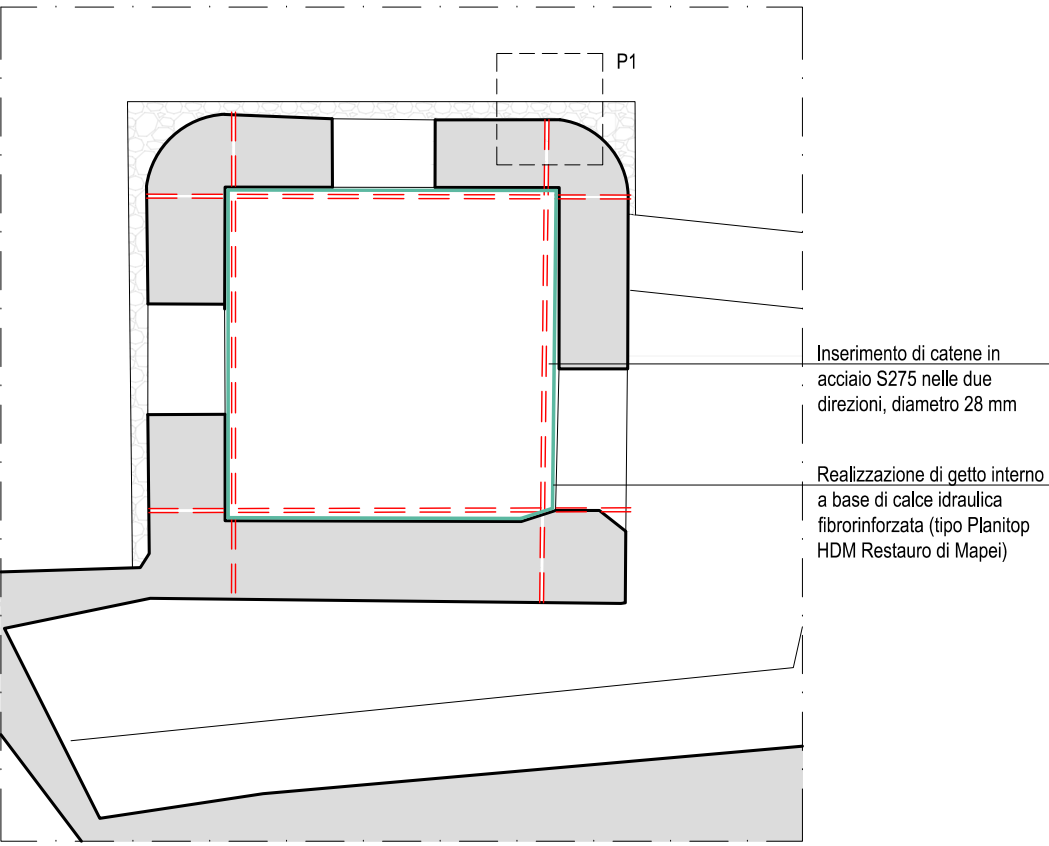 P1
Inserimento di catene in
acciaio S275 nelle due
direzioni, diametro 28 mm
Realizzazione di getto interno
a base di calce idraulica
fibrorinforzata (tipo Planitop
HDM Restauro di Mapei)